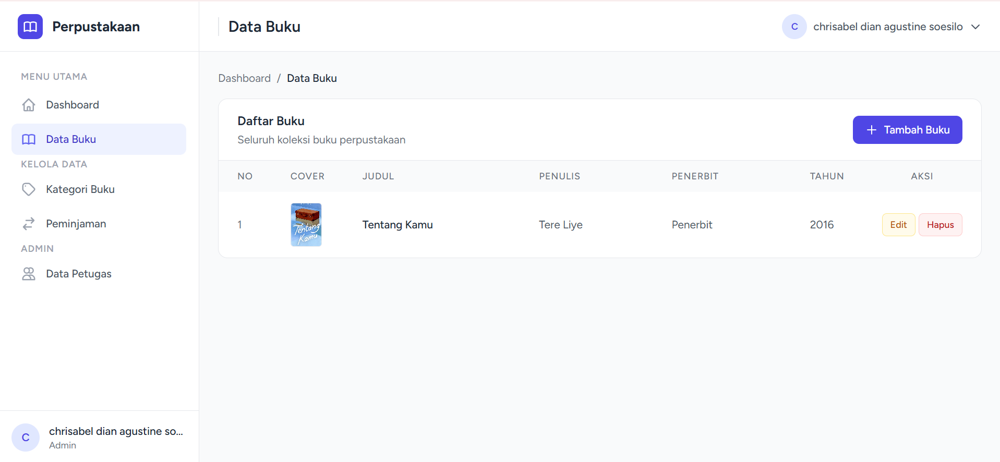 Perpustakaan
Data Buku
C
chrisabel dian agustine soesilo
MENU UTAMA
Dashboard
Data Buku
KELOLA DATA
Kategori Buku
Peminjaman
ADMIN
Data Petugas
Dashboard / Data Buku
Daftar Buku
Seluruh koleksi buku perpustakaan
Tambah Buku
NO COVER JUDUL PENULIS PENERBIT TAHUN AKSI
1 Tentang Kamu Tere Liye Penerbit 2016 Edit Hapus
Tentang
Kamu
C
chrisabel dian agustine so...
Admin